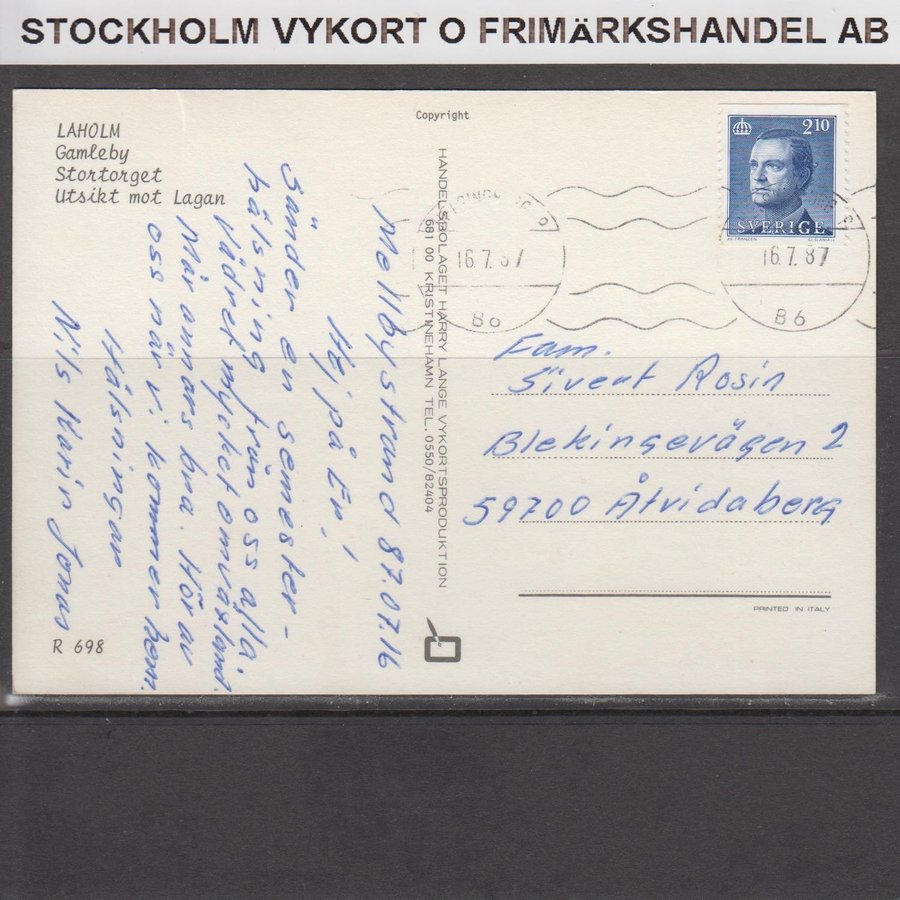 STOCKHOLM VYKORT O FRIMÄRKSHANDEL AB
LAHOLM
Gamleby
Stortorget
Utsikt mot Lagan
Copyright
Mellbystrand 87.07.16
Hej på Er!
Sänder en semester-
hälsning från oss alla.
Vädret mycket omväxland.
Mår annars bra. Hör av
oss när vi kommer hem.
Hälsningar
Nils Karin Jonas
R 698
HANDELSBOLAGET HARRY LANGE VYKORTSPRODUKTION
681 00 KRISTINEHAMN TEL. 0550/82404
2.10
SVERIGE
16.7.87
86
16.7.87
86
Fam.
Sivert Rosin
Blekingevägen 2
59700 Åtvidaberg
PRINTED IN ITALY